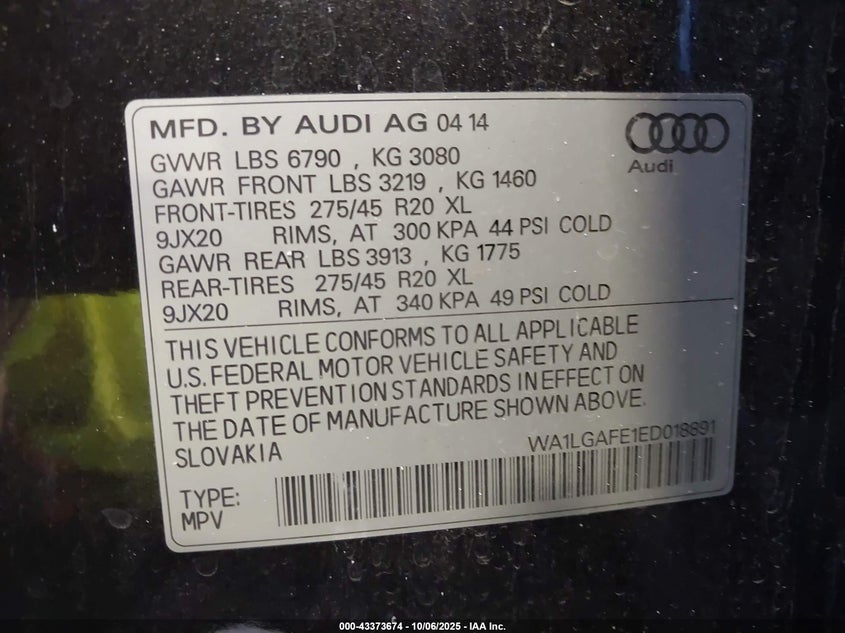 MFD. BY AUDI AG 04 14
Audi
GVWR LBS 6790 , KG 3080
GAWR FRONT LBS 3219 , KG 1460
FRONT-TIRES 275/45 R20 XL
9JX20 RIMS, AT 300 KPA 44 PSI COLD
GAWR REAR LBS 3913 , KG 1775
REAR-TIRES 275/45 R20 XL
9JX20 RIMS, AT 340 KPA 49 PSI COLD
THIS VEHICLE CONFORMS TO ALL APPLICABLE
U.S. FEDERAL MOTOR VEHICLE SAFETY AND
THEFT PREVENTION STANDARDS IN EFFECT ON
THE DATE OF MANUFACTURE SHOWN ABOVE.
SLOVAKIA
WA1LGAFE1ED018891
TYPE:
MPV
000-43373674 - 10/06/2025 - IAA Inc.